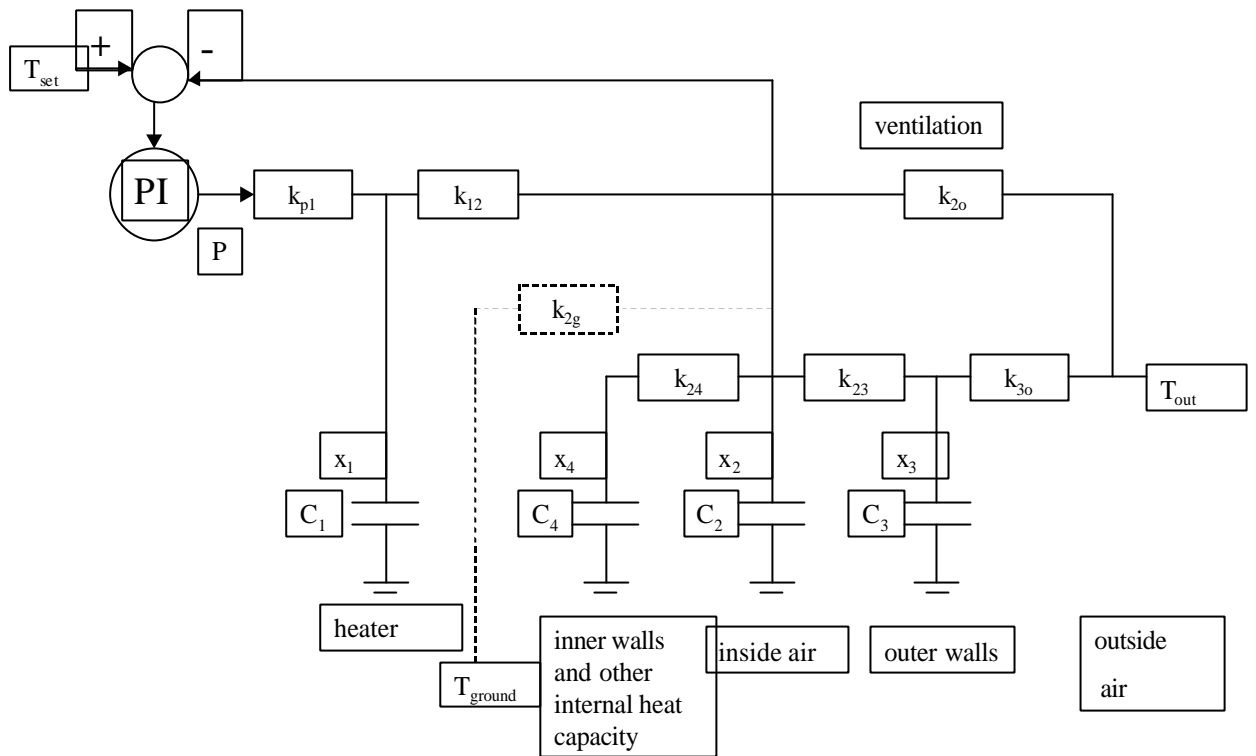 +
-
T_set
ventilation
PI
k_p1
k_12
k_2o
P
k_2g
k_24
k_23
k_3o
T_out
x_1
x_4
x_2
x_3
C_1
C_4
C_2
C_3
heater
inner walls
and other
internal heat
capacity
inside air
outer walls
outside
air
T_ground